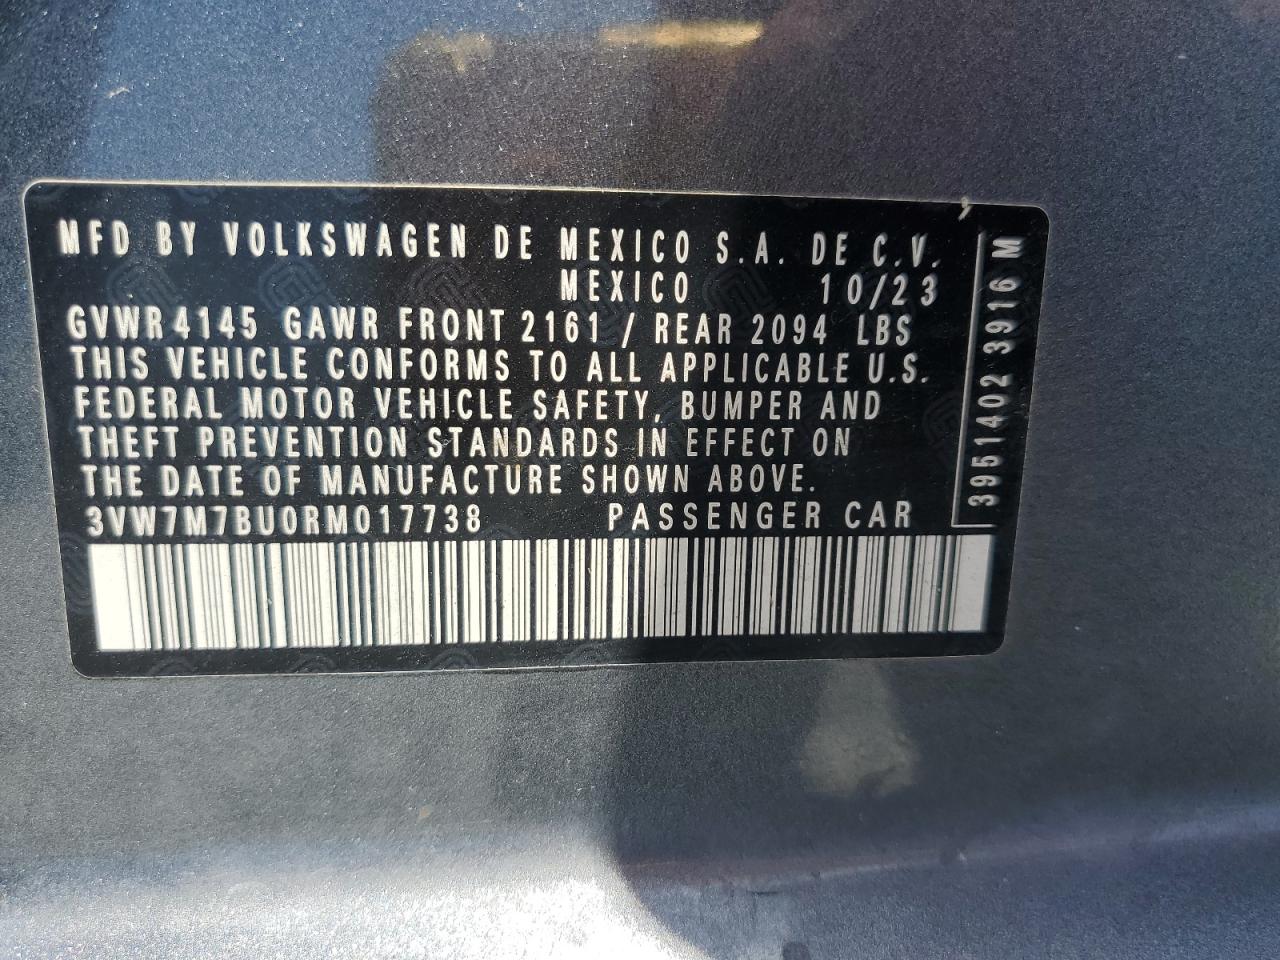 MFD BY VOLKSWAGEN DE MEXICO S.A. DE C.V.
MEXICO 10/23
GVWR 4145 GAWR FRONT 2161 / REAR 2094 LBS
THIS VEHICLE CONFORMS TO ALL APPLICABLE U.S.
FEDERAL MOTOR VEHICLE SAFETY, BUMPER AND
THEFT PREVENTION STANDARDS IN EFFECT ON
THE DATE OF MANUFACTURE SHOWN ABOVE.
3VW7M7BU0RM017738 PASSENGER CAR
3951402 3916 M